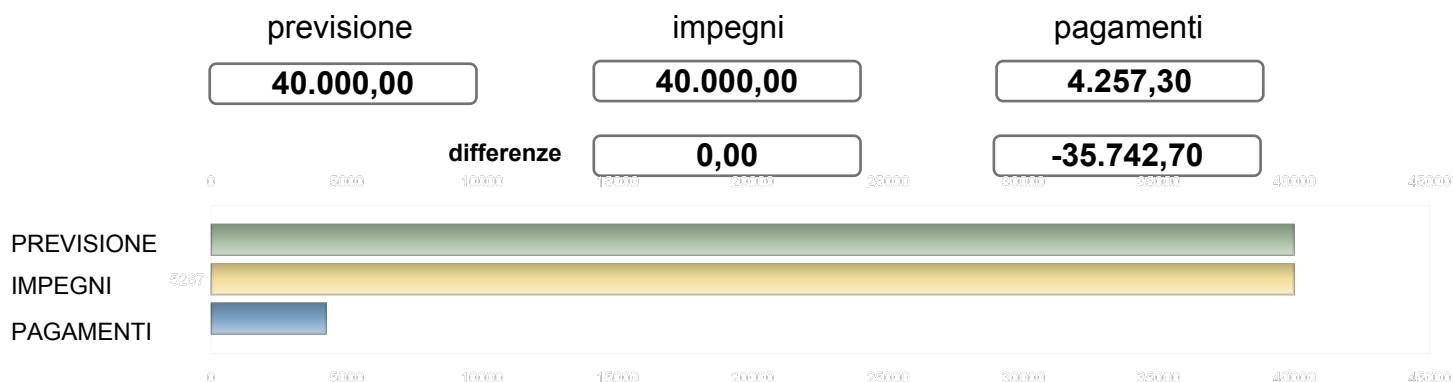 previsione impegni pagamenti
40.000,00 40.000,00 4.257,30
differenze 0,00 -35.742,70
0 5000 10000 15000 20000 25000 30000 35000 40000 45000
PREVISIONE
IMPEGNI 5267
PAGAMENTI
0 5000 10000 15000 20000 25000 30000 35000 40000 45000